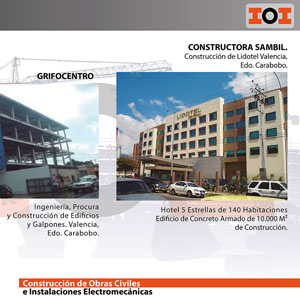 IOI
CONSTRUCTORA SAMBIL.
Construcción de Lidotel Valencia,
Edo. Carabobo.
GRIFOCENTRO
LIDOTEL
Ingeniería, Procura
y Construcción de Edificios
y Galpones. Valencia,
Edo. Carabobo.
Hotel 5 Estrellas de 140 Habitaciones
Edificio de Concreto Armado de 10.000 M²
de Construcción.
Construcción de Obras Civiles
e Instalaciones Electromecánicas